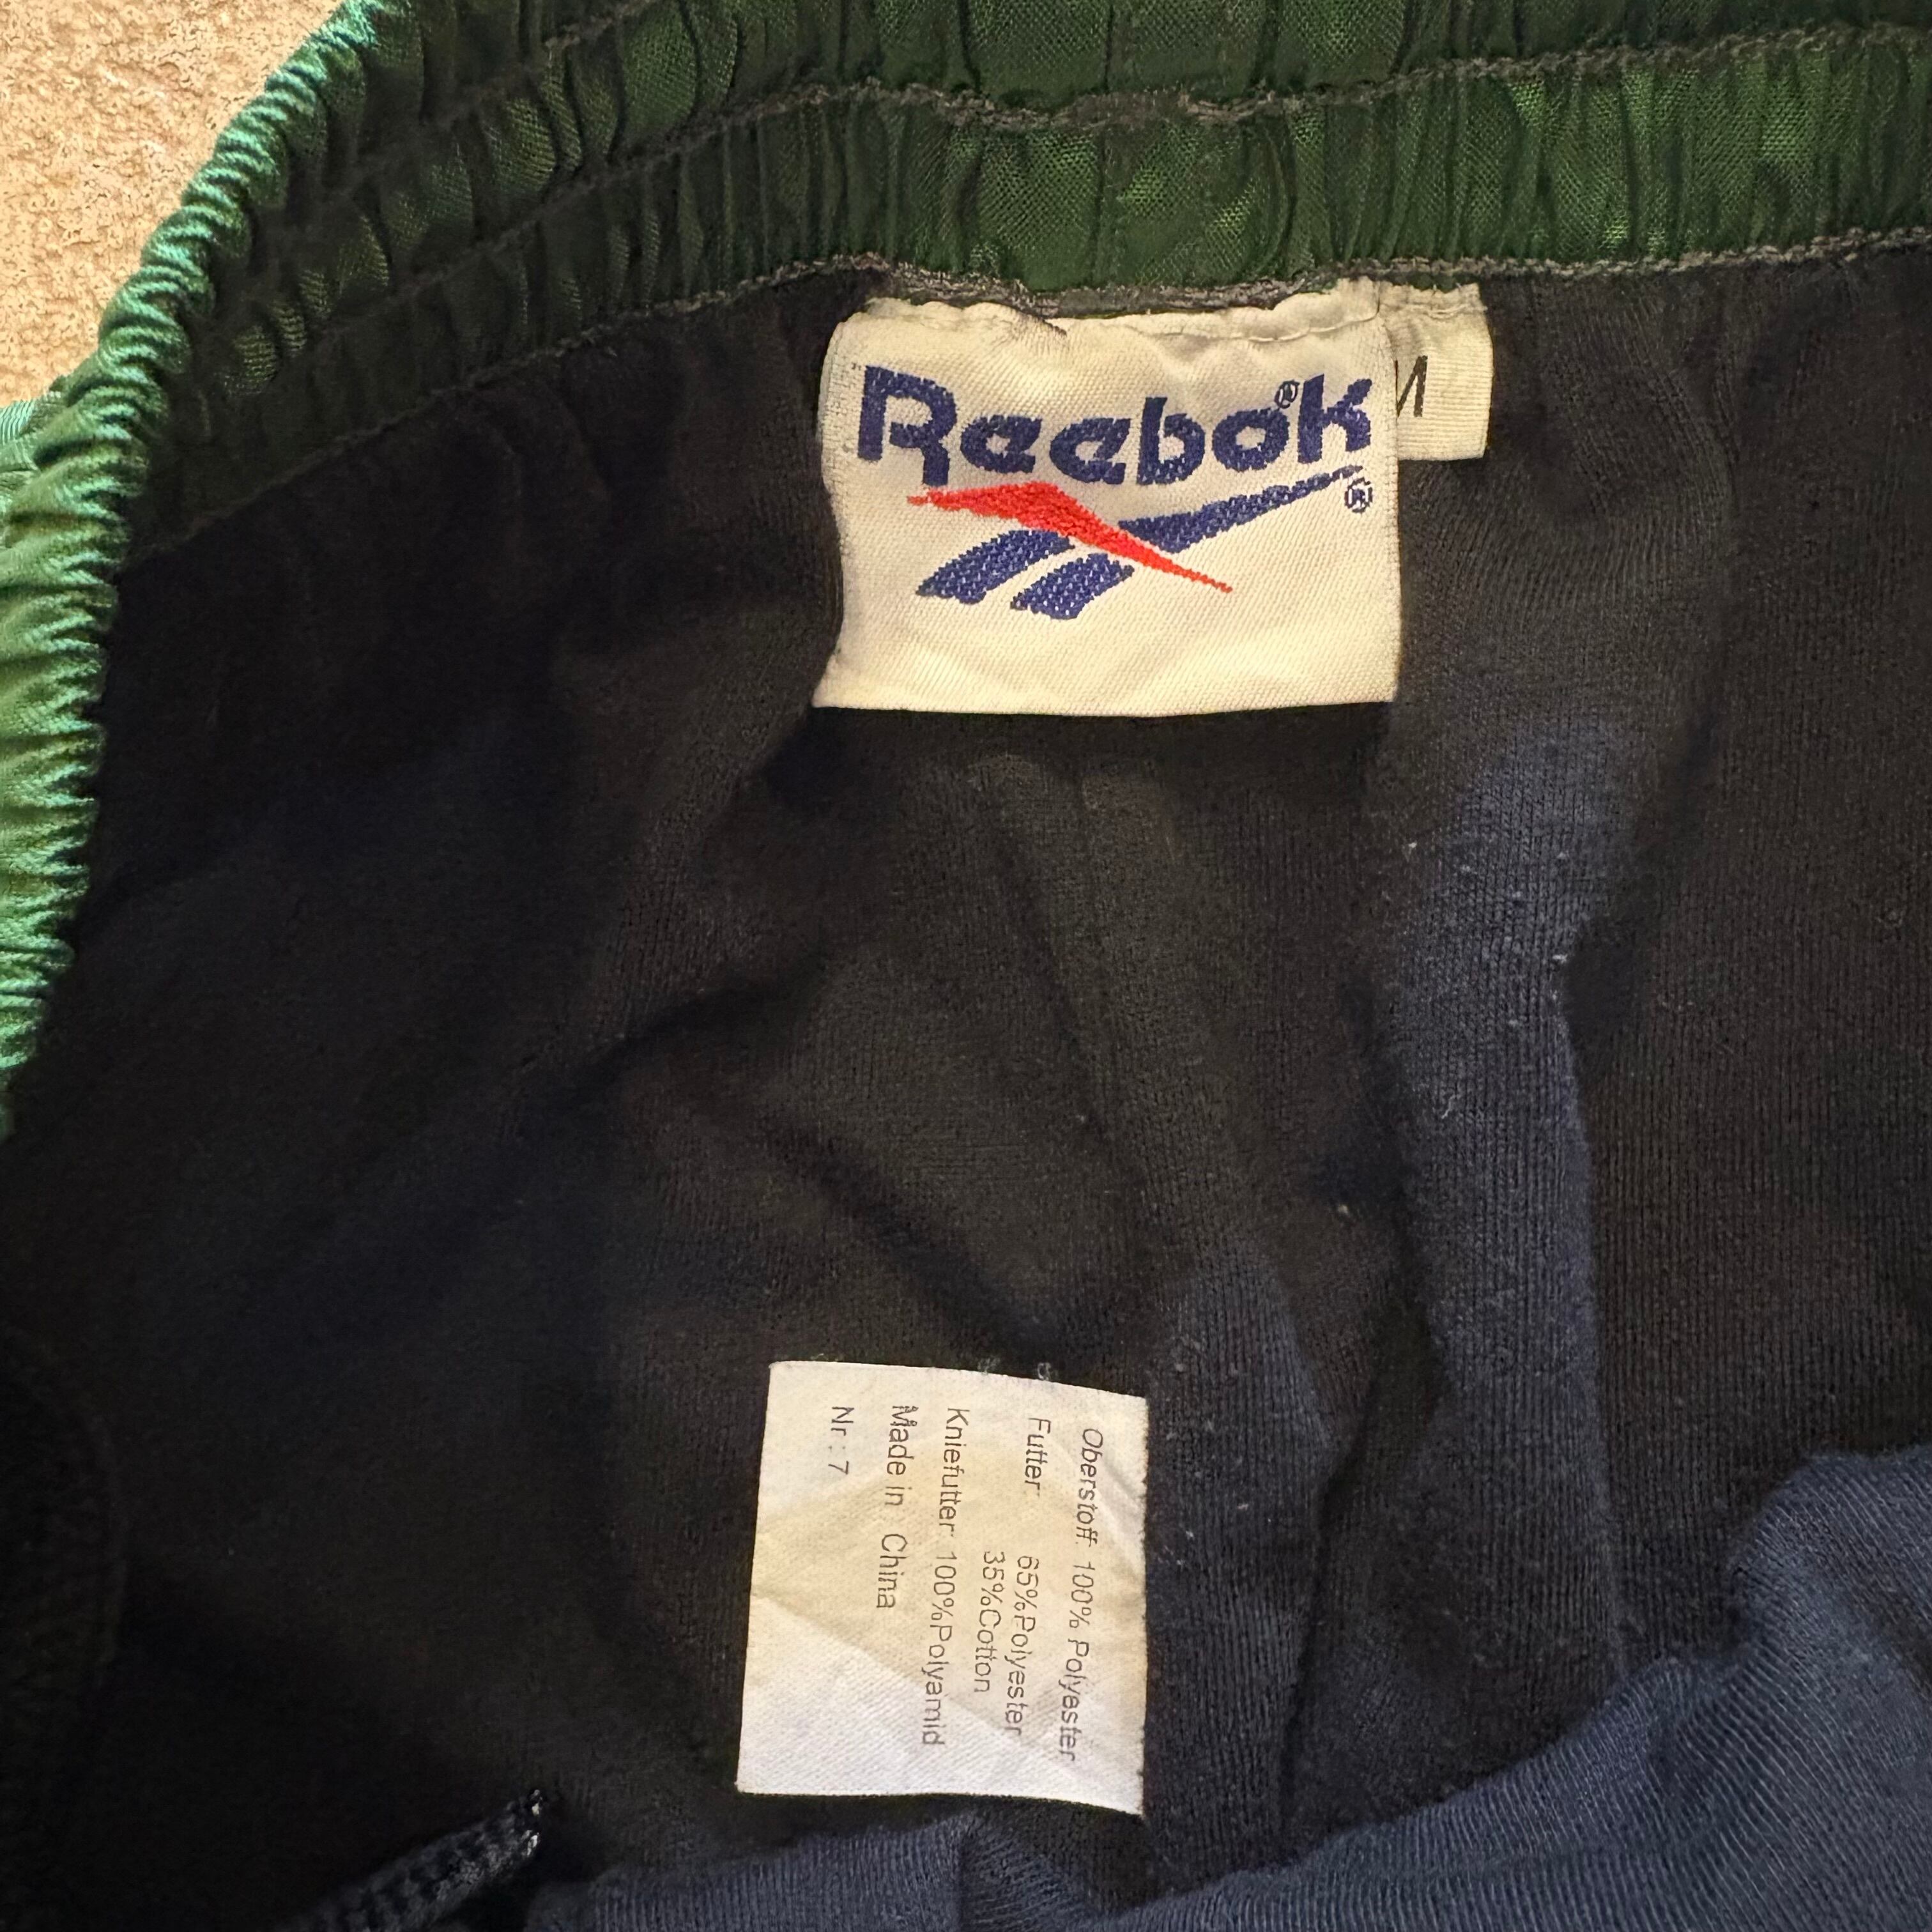 Reebok®
®
M
Oberstoff: 100% Polyester
Futter: 65%Polyester
35%Cotton
Kniefutter: 100%Polyamid
Made in China
Nr.: 7